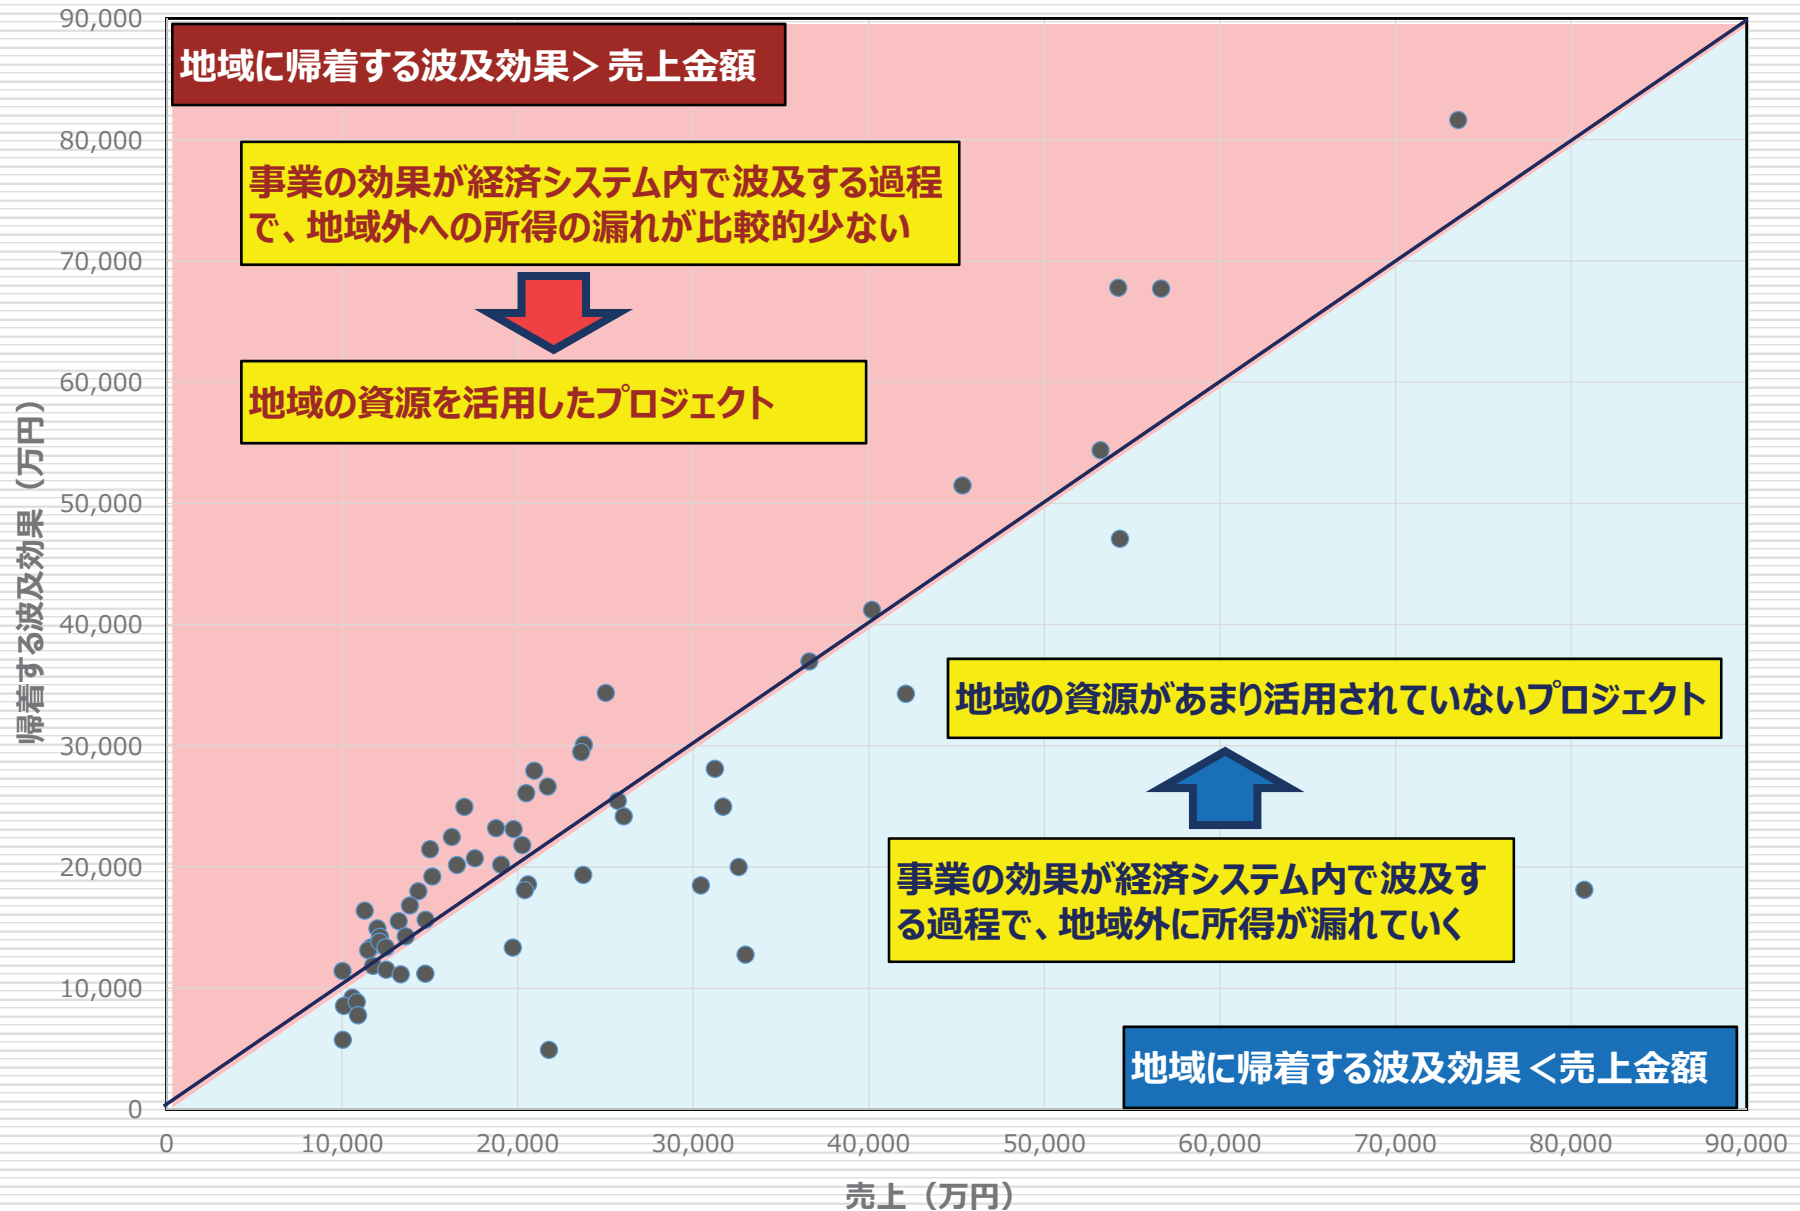 90,000
80,000
70,000
60,000
50,000
40,000
30,000
20,000
10,000
0
帰着する波及効果（万円）
地域に帰着する波及効果＞売上金額
事業の効果が経済システム内で波及する過程
で、地域外への所得の漏れが比較的少ない
地域の資源を活用したプロジェクト
地域の資源があまり活用されていないプロジェクト
事業の効果が経済システム内で波及す
る過程で、地域外に所得が漏れていく
地域に帰着する波及効果＜売上金額
0 10,000 20,000 30,000 40,000 50,000 60,000 70,000 80,000 90,000
売上（万円）